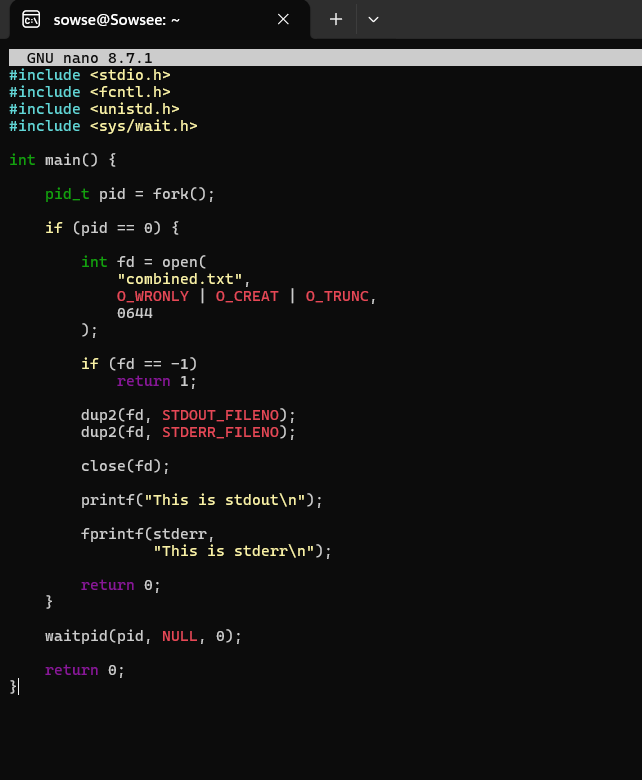 sowse@Sowsee: ~
GNU nano 8.7.1
#include <stdio.h>
#include <fcntl.h>
#include <unistd.h>
#include <sys/wait.h>

int main() {

    pid_t pid = fork();

    if (pid == 0) {

        int fd = open(
            "combined.txt",
            O_WRONLY | O_CREAT | O_TRUNC,
            0644
        );

        if (fd == -1)
            return 1;

        dup2(fd, STDOUT_FILENO);
        dup2(fd, STDERR_FILENO);

        close(fd);

        printf("This is stdout\n");

        fprintf(stderr,
                "This is stderr\n");

        return 0;
    }

    waitpid(pid, NULL, 0);

    return 0;
}